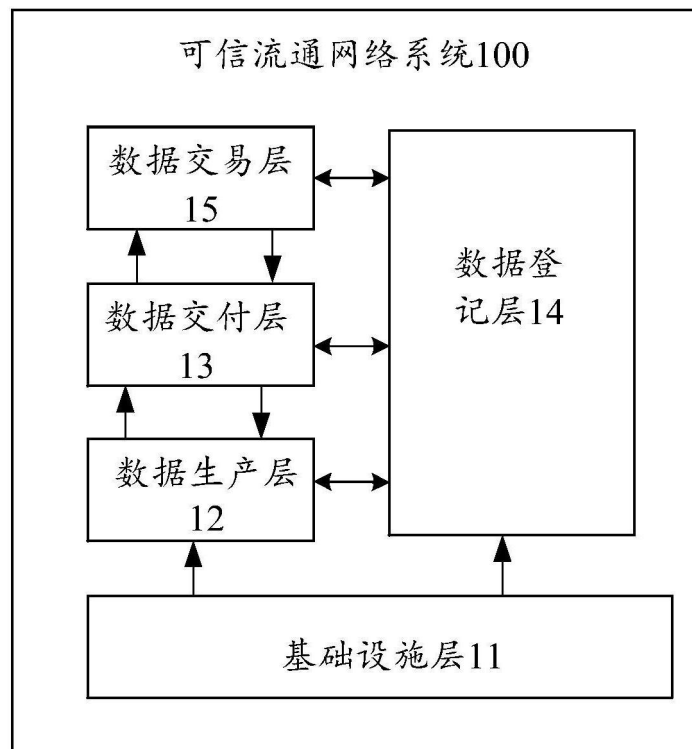 可信流通网络系统100
数据交易层
15
数据交付层
13
数据生产层
12
数据登
记层14
基础设施层11